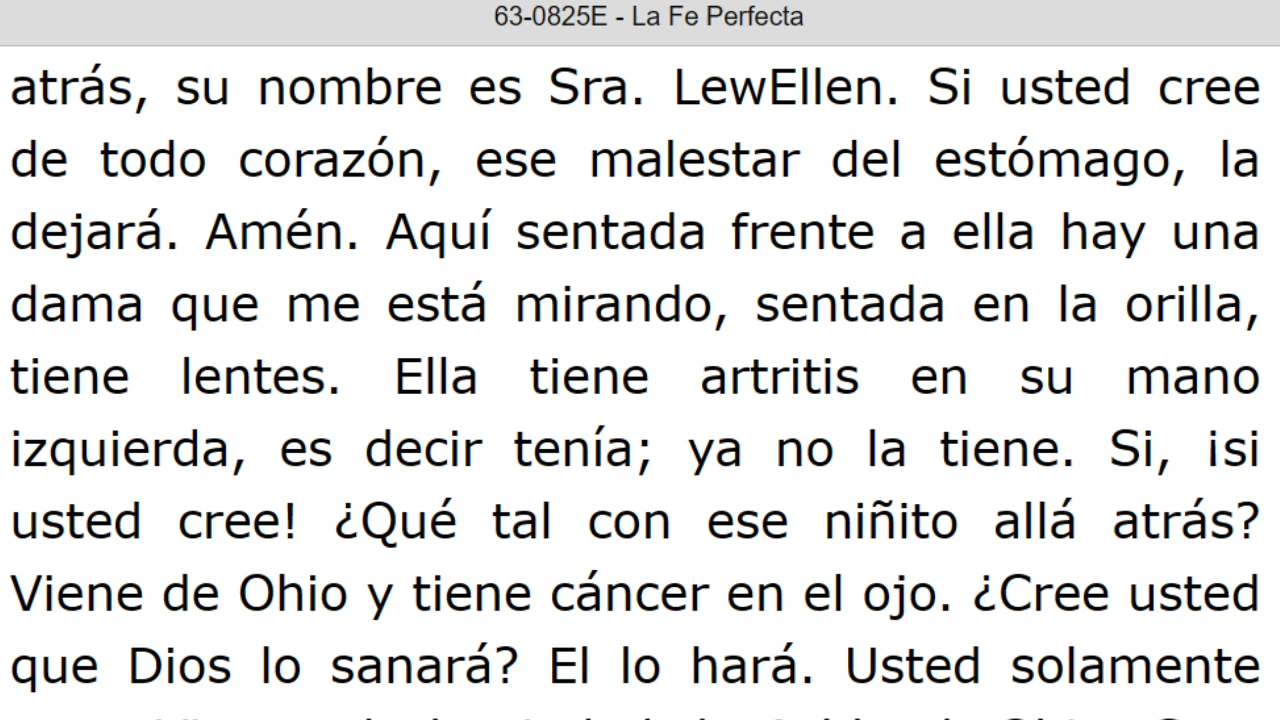 63-0825E - La Fe Perfecta
atrás, su nombre es Sra. LewEllen. Si usted cree
de todo corazón, ese malestar del estómago, la
dejará. Amén. Aquí sentada frente a ella hay una
dama que me está mirando, sentada en la orilla,
tiene lentes. Ella tiene artritis en su mano
izquierda, es decir tenía; ya no la tiene. Si, ¡si
usted cree! ¿Qué tal con ese niñito allá atrás?
Viene de Ohio y tiene cáncer en el ojo. ¿Cree usted
que Dios lo sanará? El lo hará. Usted solamente